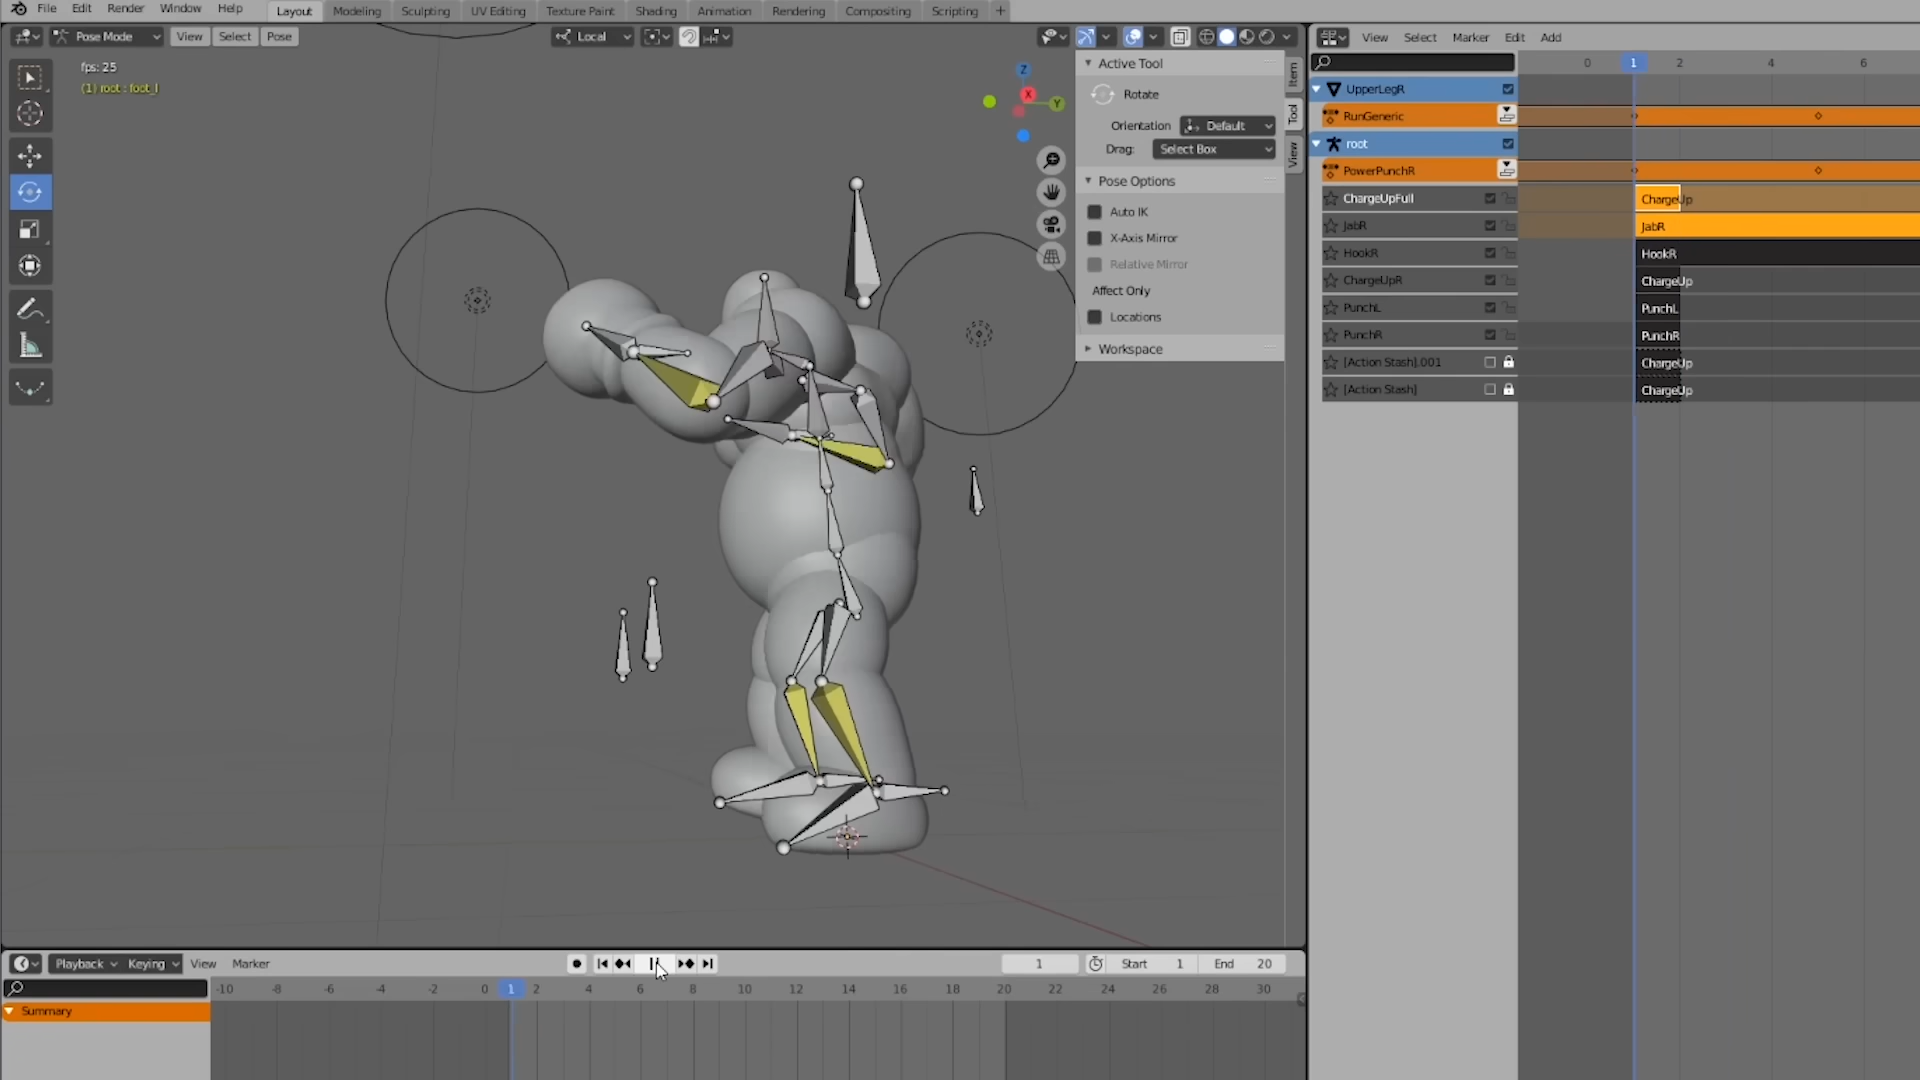 File Edit Render Window Help Layout Modeling Sculpting UV Editing Texture Paint Shading Animation Rendering Compositing Scripting +
Pose Mode View Select Pose Local
View Select Marker Edit Add
fps: 25
(1) root : foot_l
Z
X
Y
Active Tool
Rotate
Orientation Default
Drag: Select Box
Pose Options
Auto IK
X-Axis Mirror
Relative Mirror
Affect Only
Locations
Workspace
Item
Tool
View
0 1 2 4 6
UpperLegR
RunGeneric
root
PowerPunchR
ChargeUpFull ChargeUp
JabR JabR
HookR HookR
ChargeUpR ChargeUp
PunchL PunchL
PunchR PunchR
[Action Stash].001 ChargeUp
[Action Stash] ChargeUp
Playback Keying View Marker 1 Start 1 End 20
-10 -8 -6 -4 -2 0 1 2 4 6 8 10 12 14 16 18 20 22 24 26 28 30
Summary